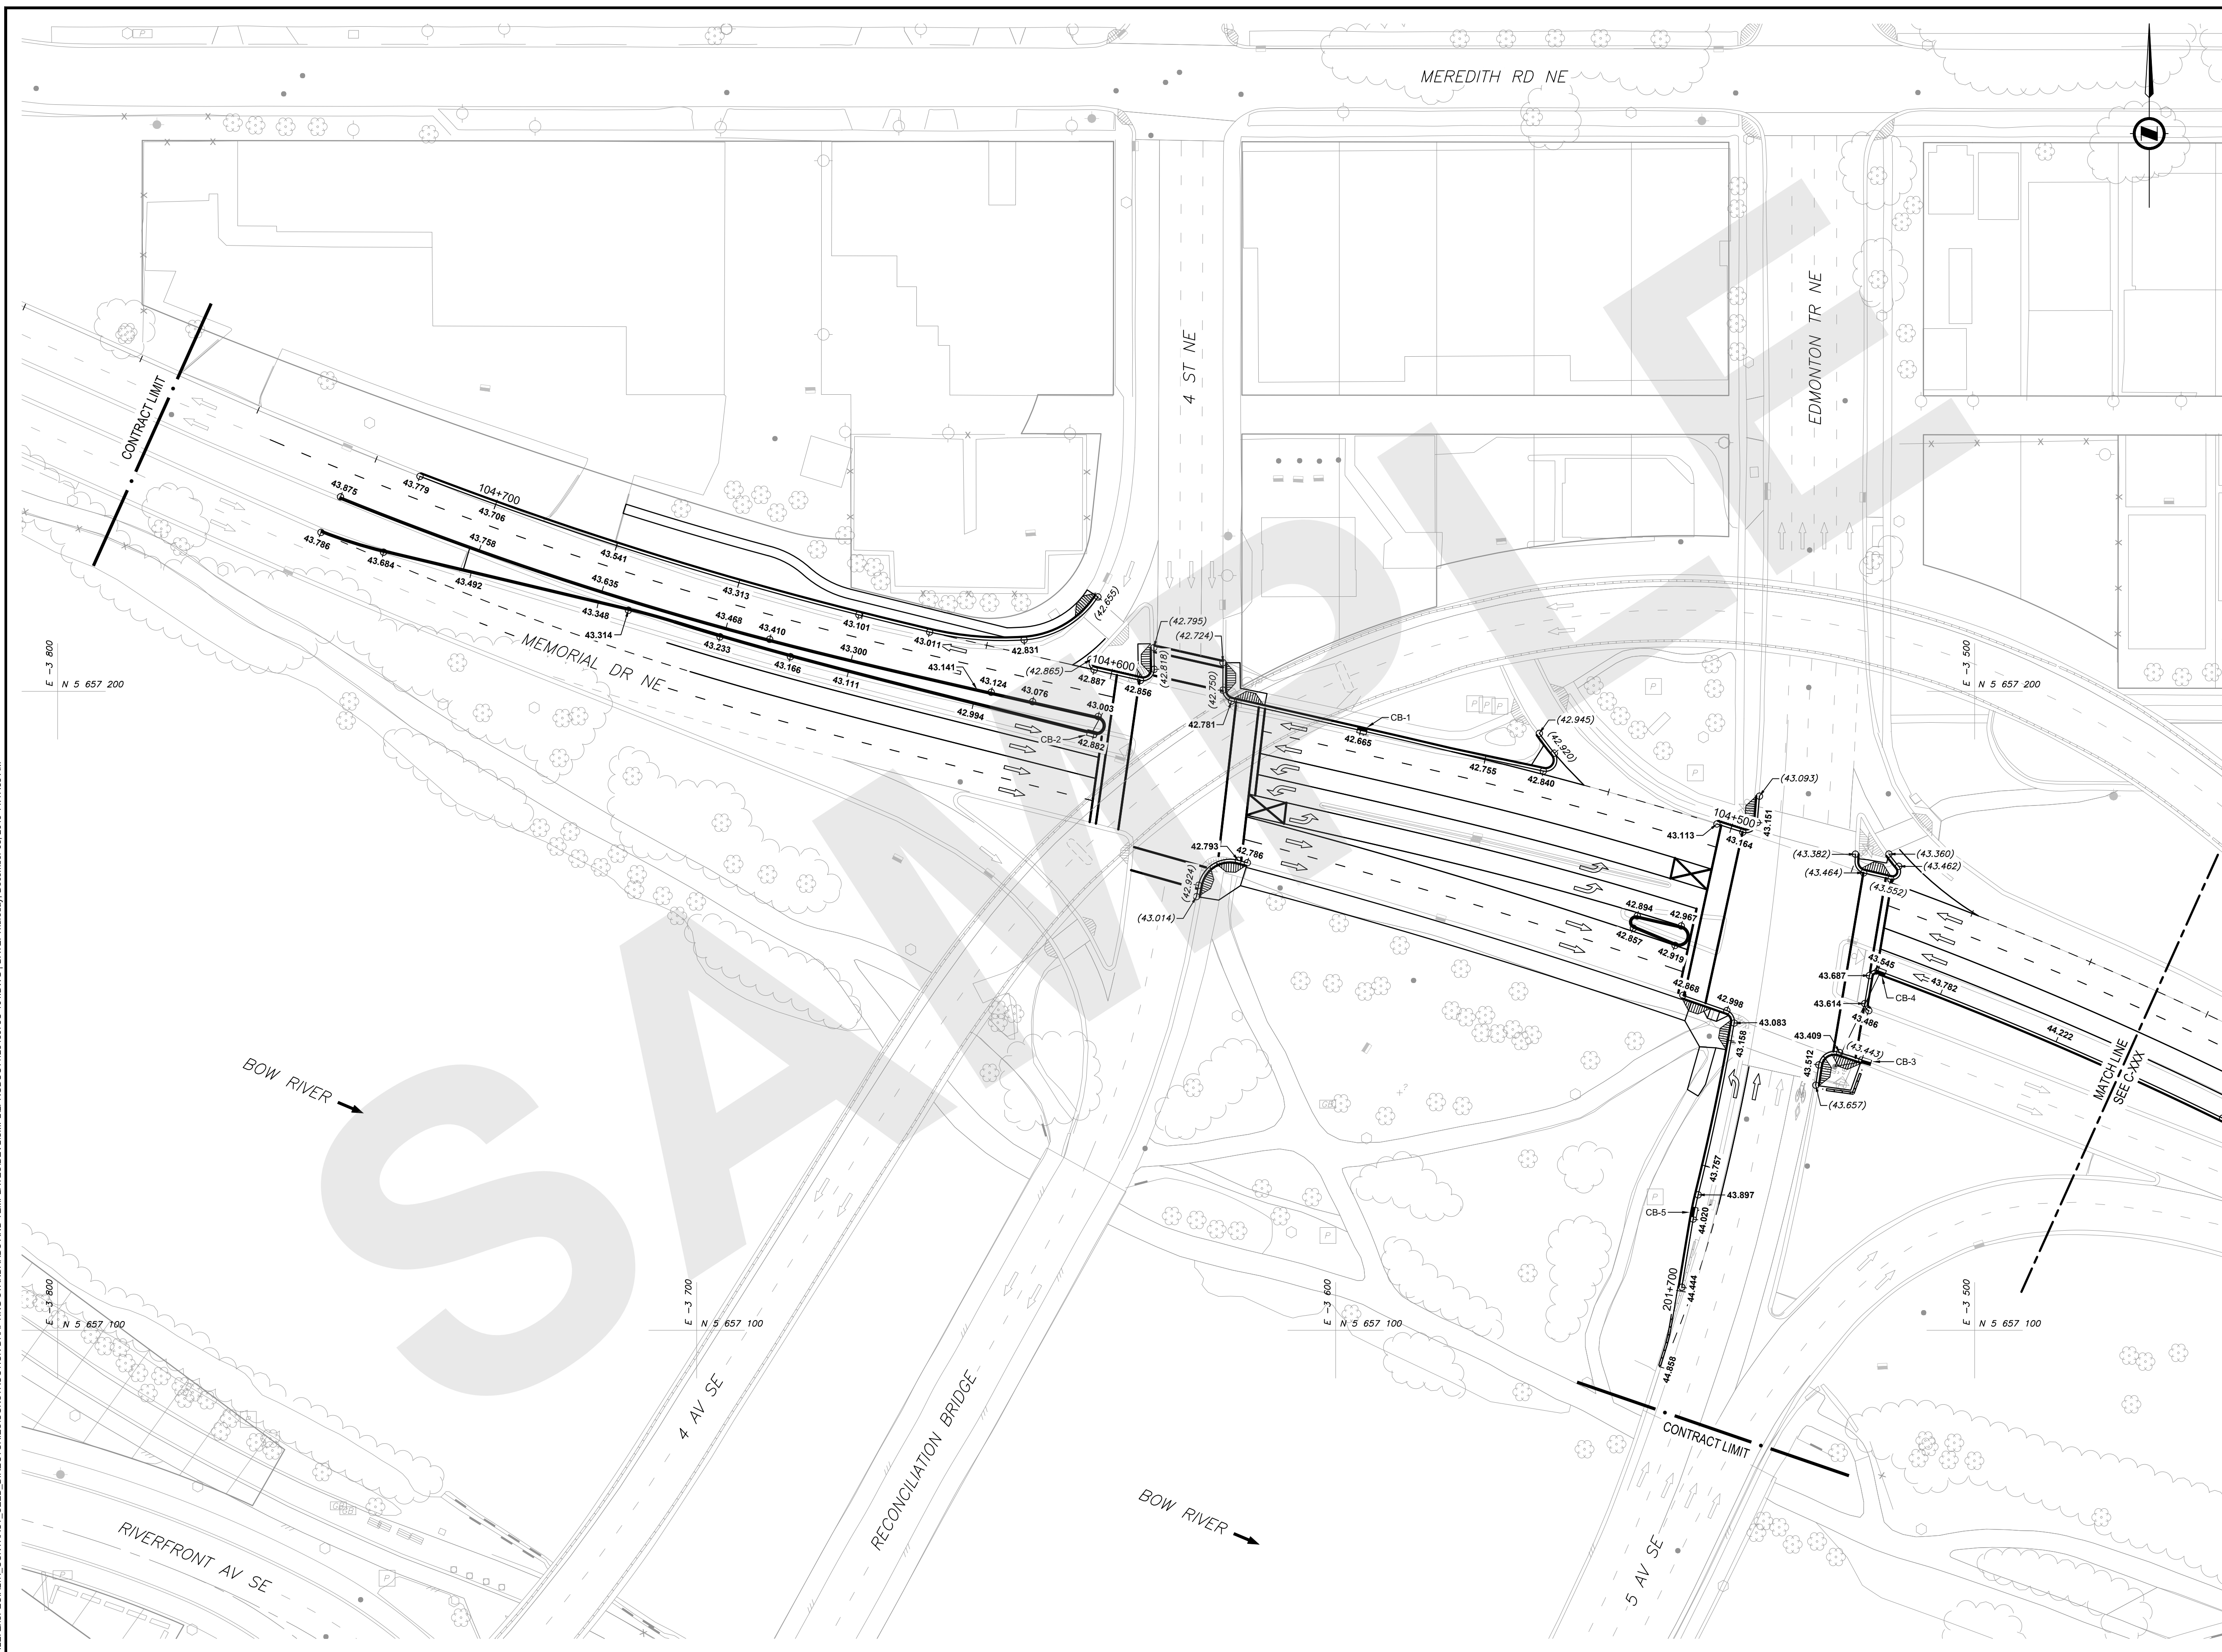 MEREDITH RD NE
4 ST NE
EDMONTON TR NE
CONTRACT LIMIT
43.779
104+700
43.706
43.875
43.541
43.786
43.758
43.684
43.492
43.635
43.313
43.348
43.314
43.468
43.410
43.101
43.011
42.831
(42.655)
43.233
43.166
43.300
43.141
43.111
43.124
43.076
42.994
43.003
CB-2
42.882
MEMORIAL DR NE
(42.865)
104+600
42.887
42.856
(42.795)
(42.724)
(42.818)
(42.750)
42.781
CB-1
42.665
42.755
(42.945)
(42.920)
42.840
E -3 800
N 5 657 200
E -3 500
N 5 657 200
(43.093)
104+500
43.151
43.113
43.164
42.793
42.786
(42.924)
(43.014)
(43.382)
(43.360)
(43.464)
(43.462)
(43.552)
42.894
42.967
42.857
42.919
42.868
42.998
43.083
43.158
43.545
43.687
43.782
CB-4
43.614
43.486
44.222
43.409
(43.443)
43.512
CB-3
(43.657)
MATCH LINE
SEE C-XXX
43.757
43.897
CB-5
44.020
44.444
201+700
44.858
CONTRACT LIMIT
BOW RIVER
E -3 800
N 5 657 100
E -3 700
N 5 657 100
E -3 600
N 5 657 100
E -3 500
N 5 657 100
4 AV SE
RECONCILIATION BRIDGE
BOW RIVER
5 AV SE
RIVERFRONT AV SE
SAMPLE
P
P
P
P
P
P
P
P
P
P
P
P